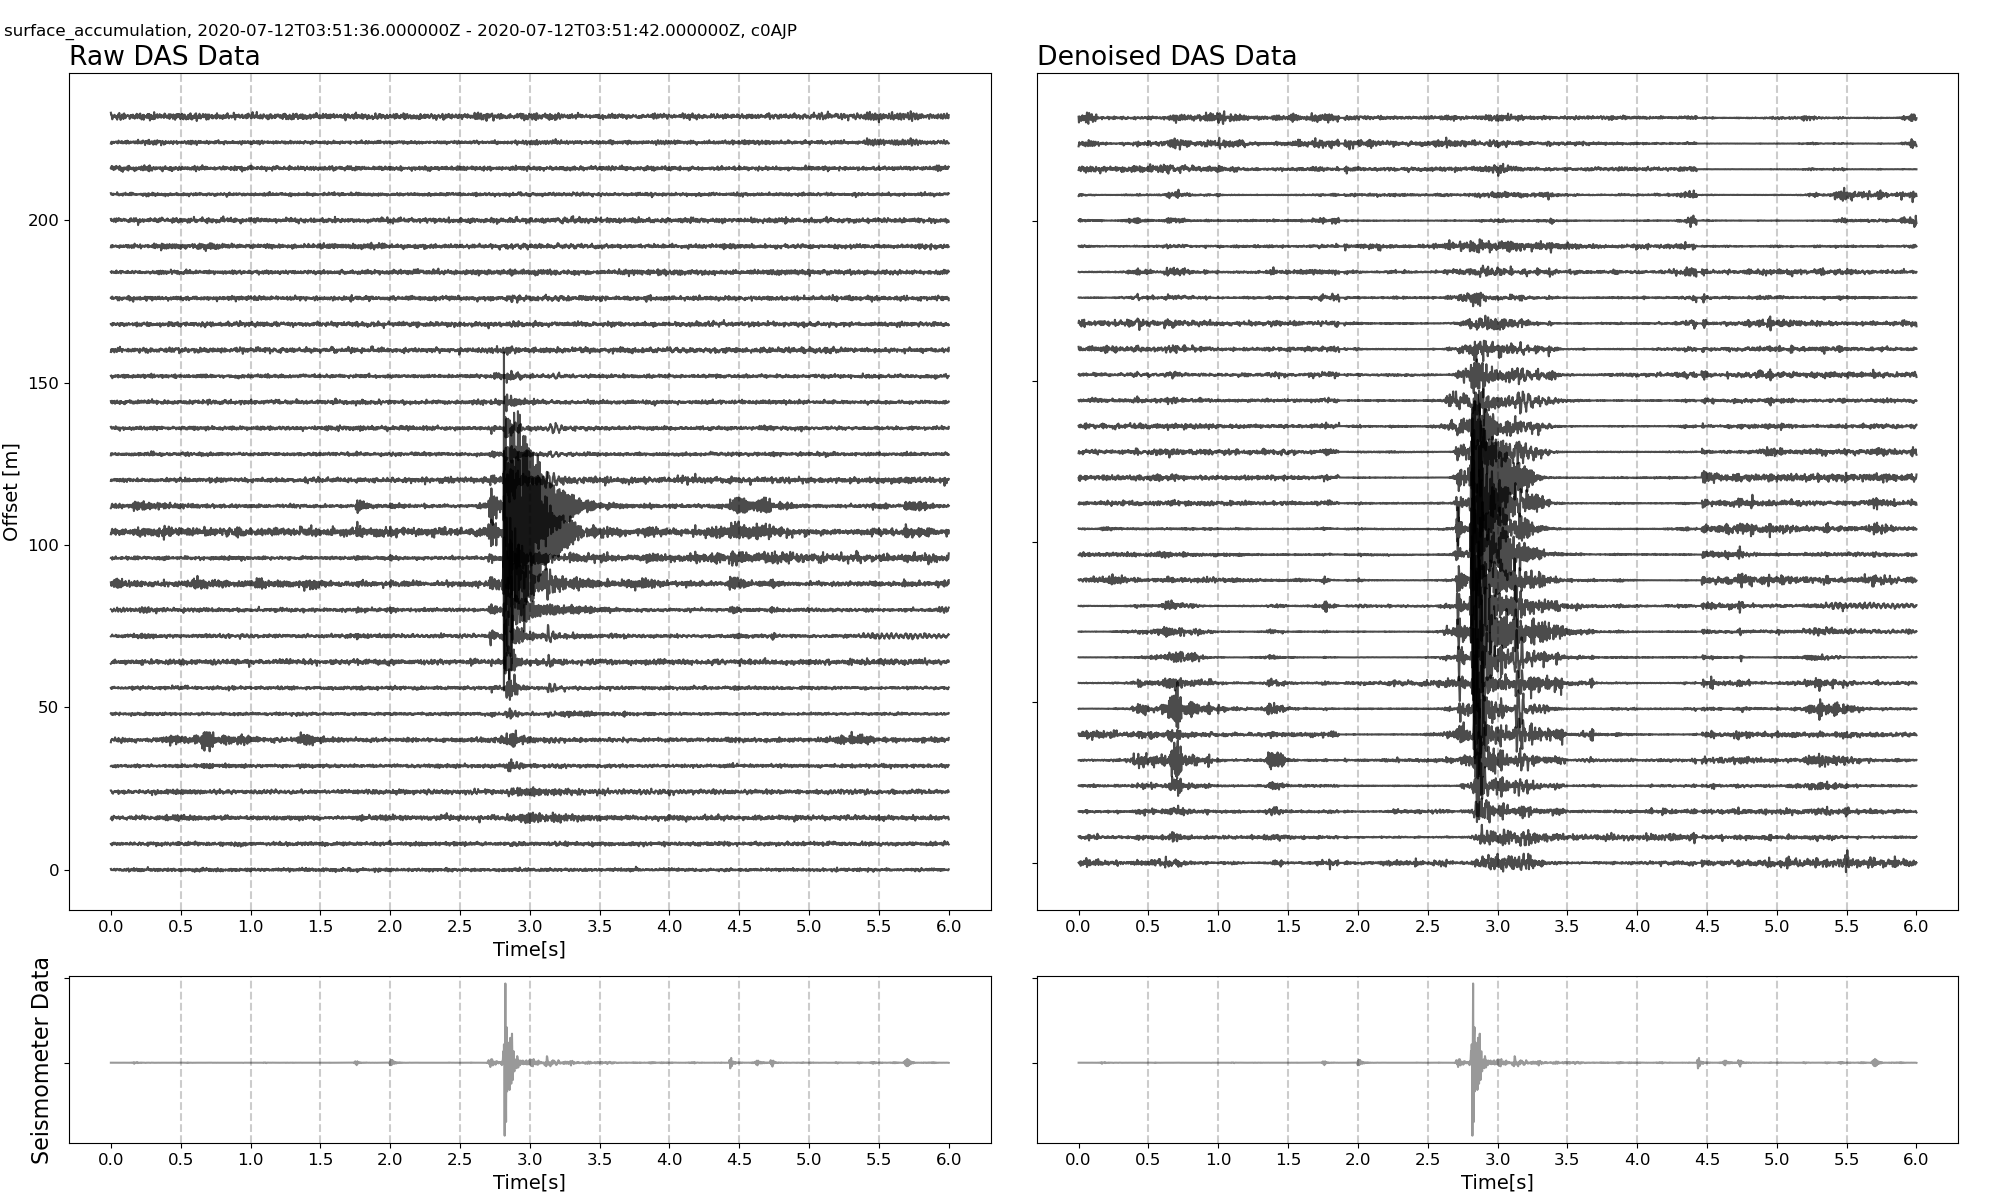 surface_accumulation, 2020-07-12T03:51:36.000000Z - 2020-07-12T03:51:42.000000Z, c0AJP
Raw DAS Data
Denoised DAS Data
Offset [m]
200
150
100
50
0
0.0 0.5 1.0 1.5 2.0 2.5 3.0 3.5 4.0 4.5 5.0 5.5 6.0
Time[s]
0.0 0.5 1.0 1.5 2.0 2.5 3.0 3.5 4.0 4.5 5.0 5.5 6.0
Seismometer Data
0.0 0.5 1.0 1.5 2.0 2.5 3.0 3.5 4.0 4.5 5.0 5.5 6.0
Time[s]
0.0 0.5 1.0 1.5 2.0 2.5 3.0 3.5 4.0 4.5 5.0 5.5 6.0
Time[s]